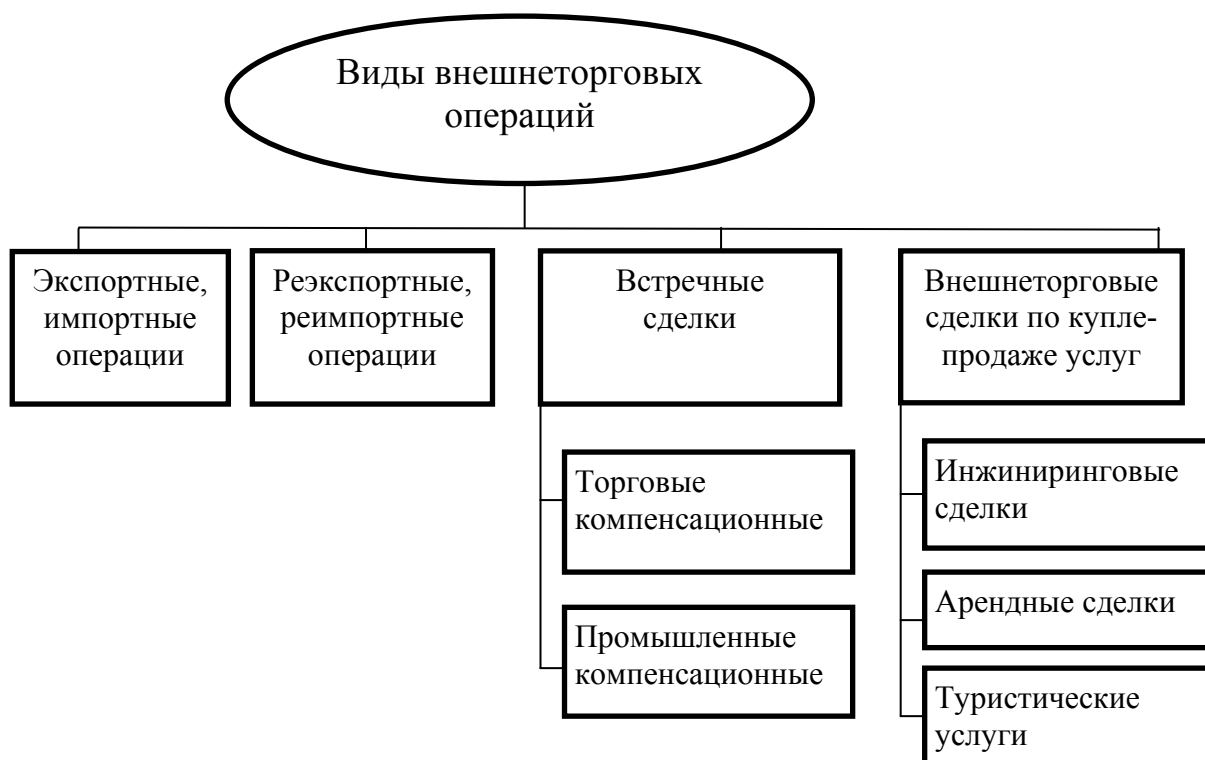 Виды внешнеторговых
операций
Экспортные,
импортные
операции
Реэкспортные,
реимпортные
операции
Встречные
сделки
Внешнеторговые
сделки по купле-
продаже услуг
Торговые
компенсационные
Промышленные
компенсационные
Инжиниринговые
сделки
Арендные сделки
Туристические
услуги